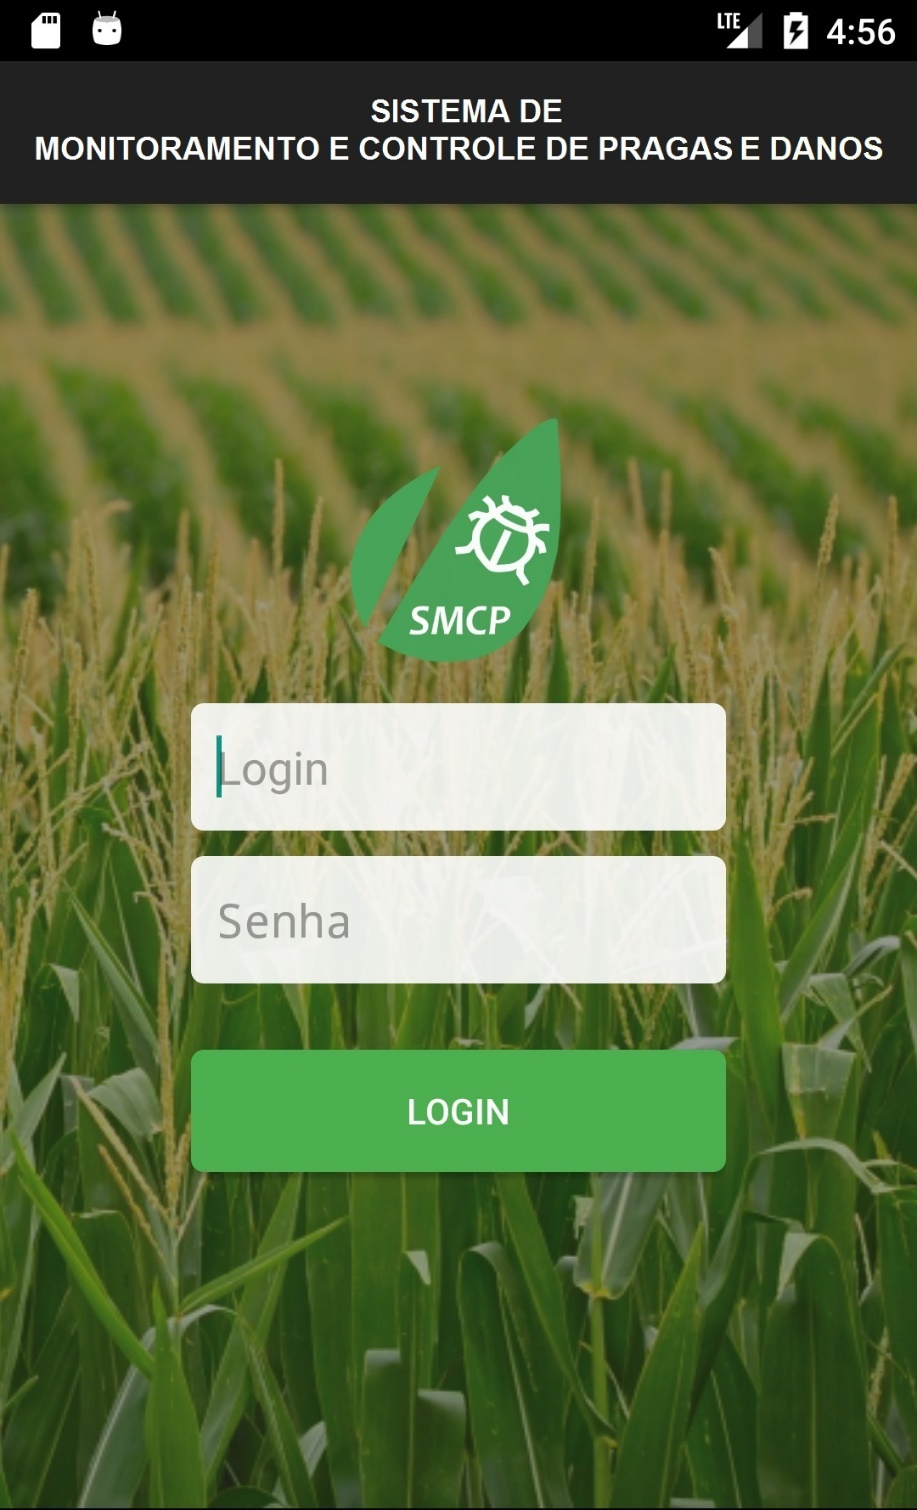 LTE 4:56
SISTEMA DE
MONITORAMENTO E CONTROLE DE PRAGAS E DANOS
SMCP
Login
Senha
LOGIN